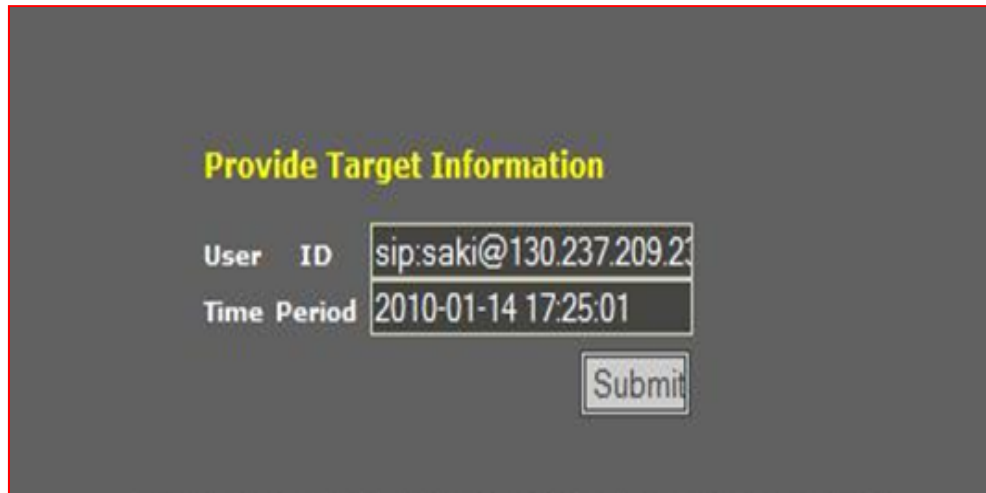 Provide Target Information
User ID sip:saki@130.237.209.23
Time Period 2010-01-14 17:25:01
Submit